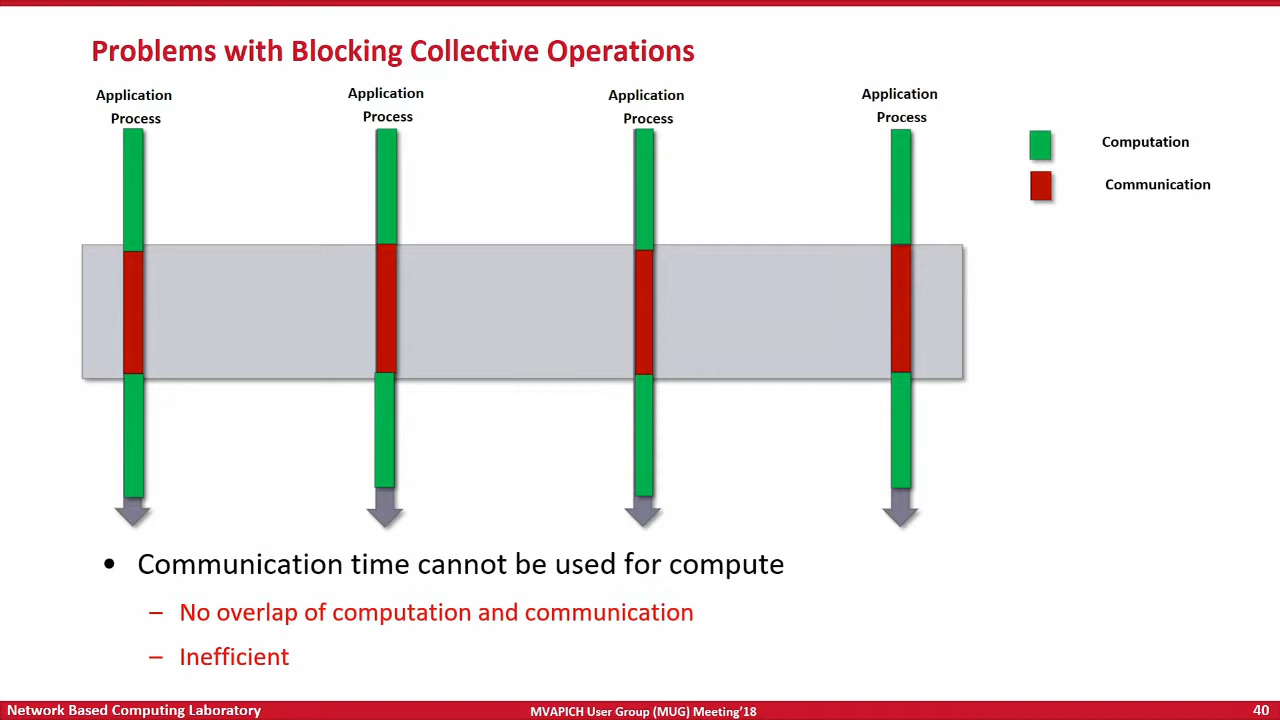 Problems with Blocking Collective Operations
Application
Process
Application
Process
Application
Process
Application
Process
Computation
Communication
• Communication time cannot be used for compute
– No overlap of computation and communication
– Inefficient
Network Based Computing Laboratory
MVAPICH User Group (MUG) Meeting'18
40